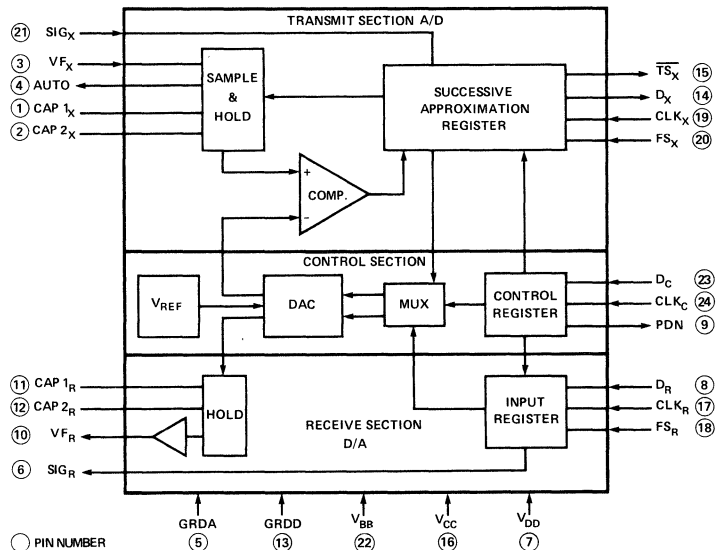 TRANSMIT SECTION A/D
21 SIGX
3 VFX
4 AUTO
1 CAP 1X
2 CAP 2X
SAMPLE
&
HOLD
SUCCESSIVE
APPROXIMATION
REGISTER
TSX 15
DX 14
CLKX 19
FSX 20
+
COMP.
−
CONTROL SECTION
VREF
DAC
MUX
CONTROL
REGISTER
DC 23
CLKC 24
PDN 9
11 CAP 1R
12 CAP 2R
10 VFR
6 SIGR
HOLD
RECEIVE SECTION
D/A
INPUT
REGISTER
DR 8
CLKR 17
FSR 18
GRDA GRDD VBB VCC VDD
5 13 22 16 7
PIN NUMBER